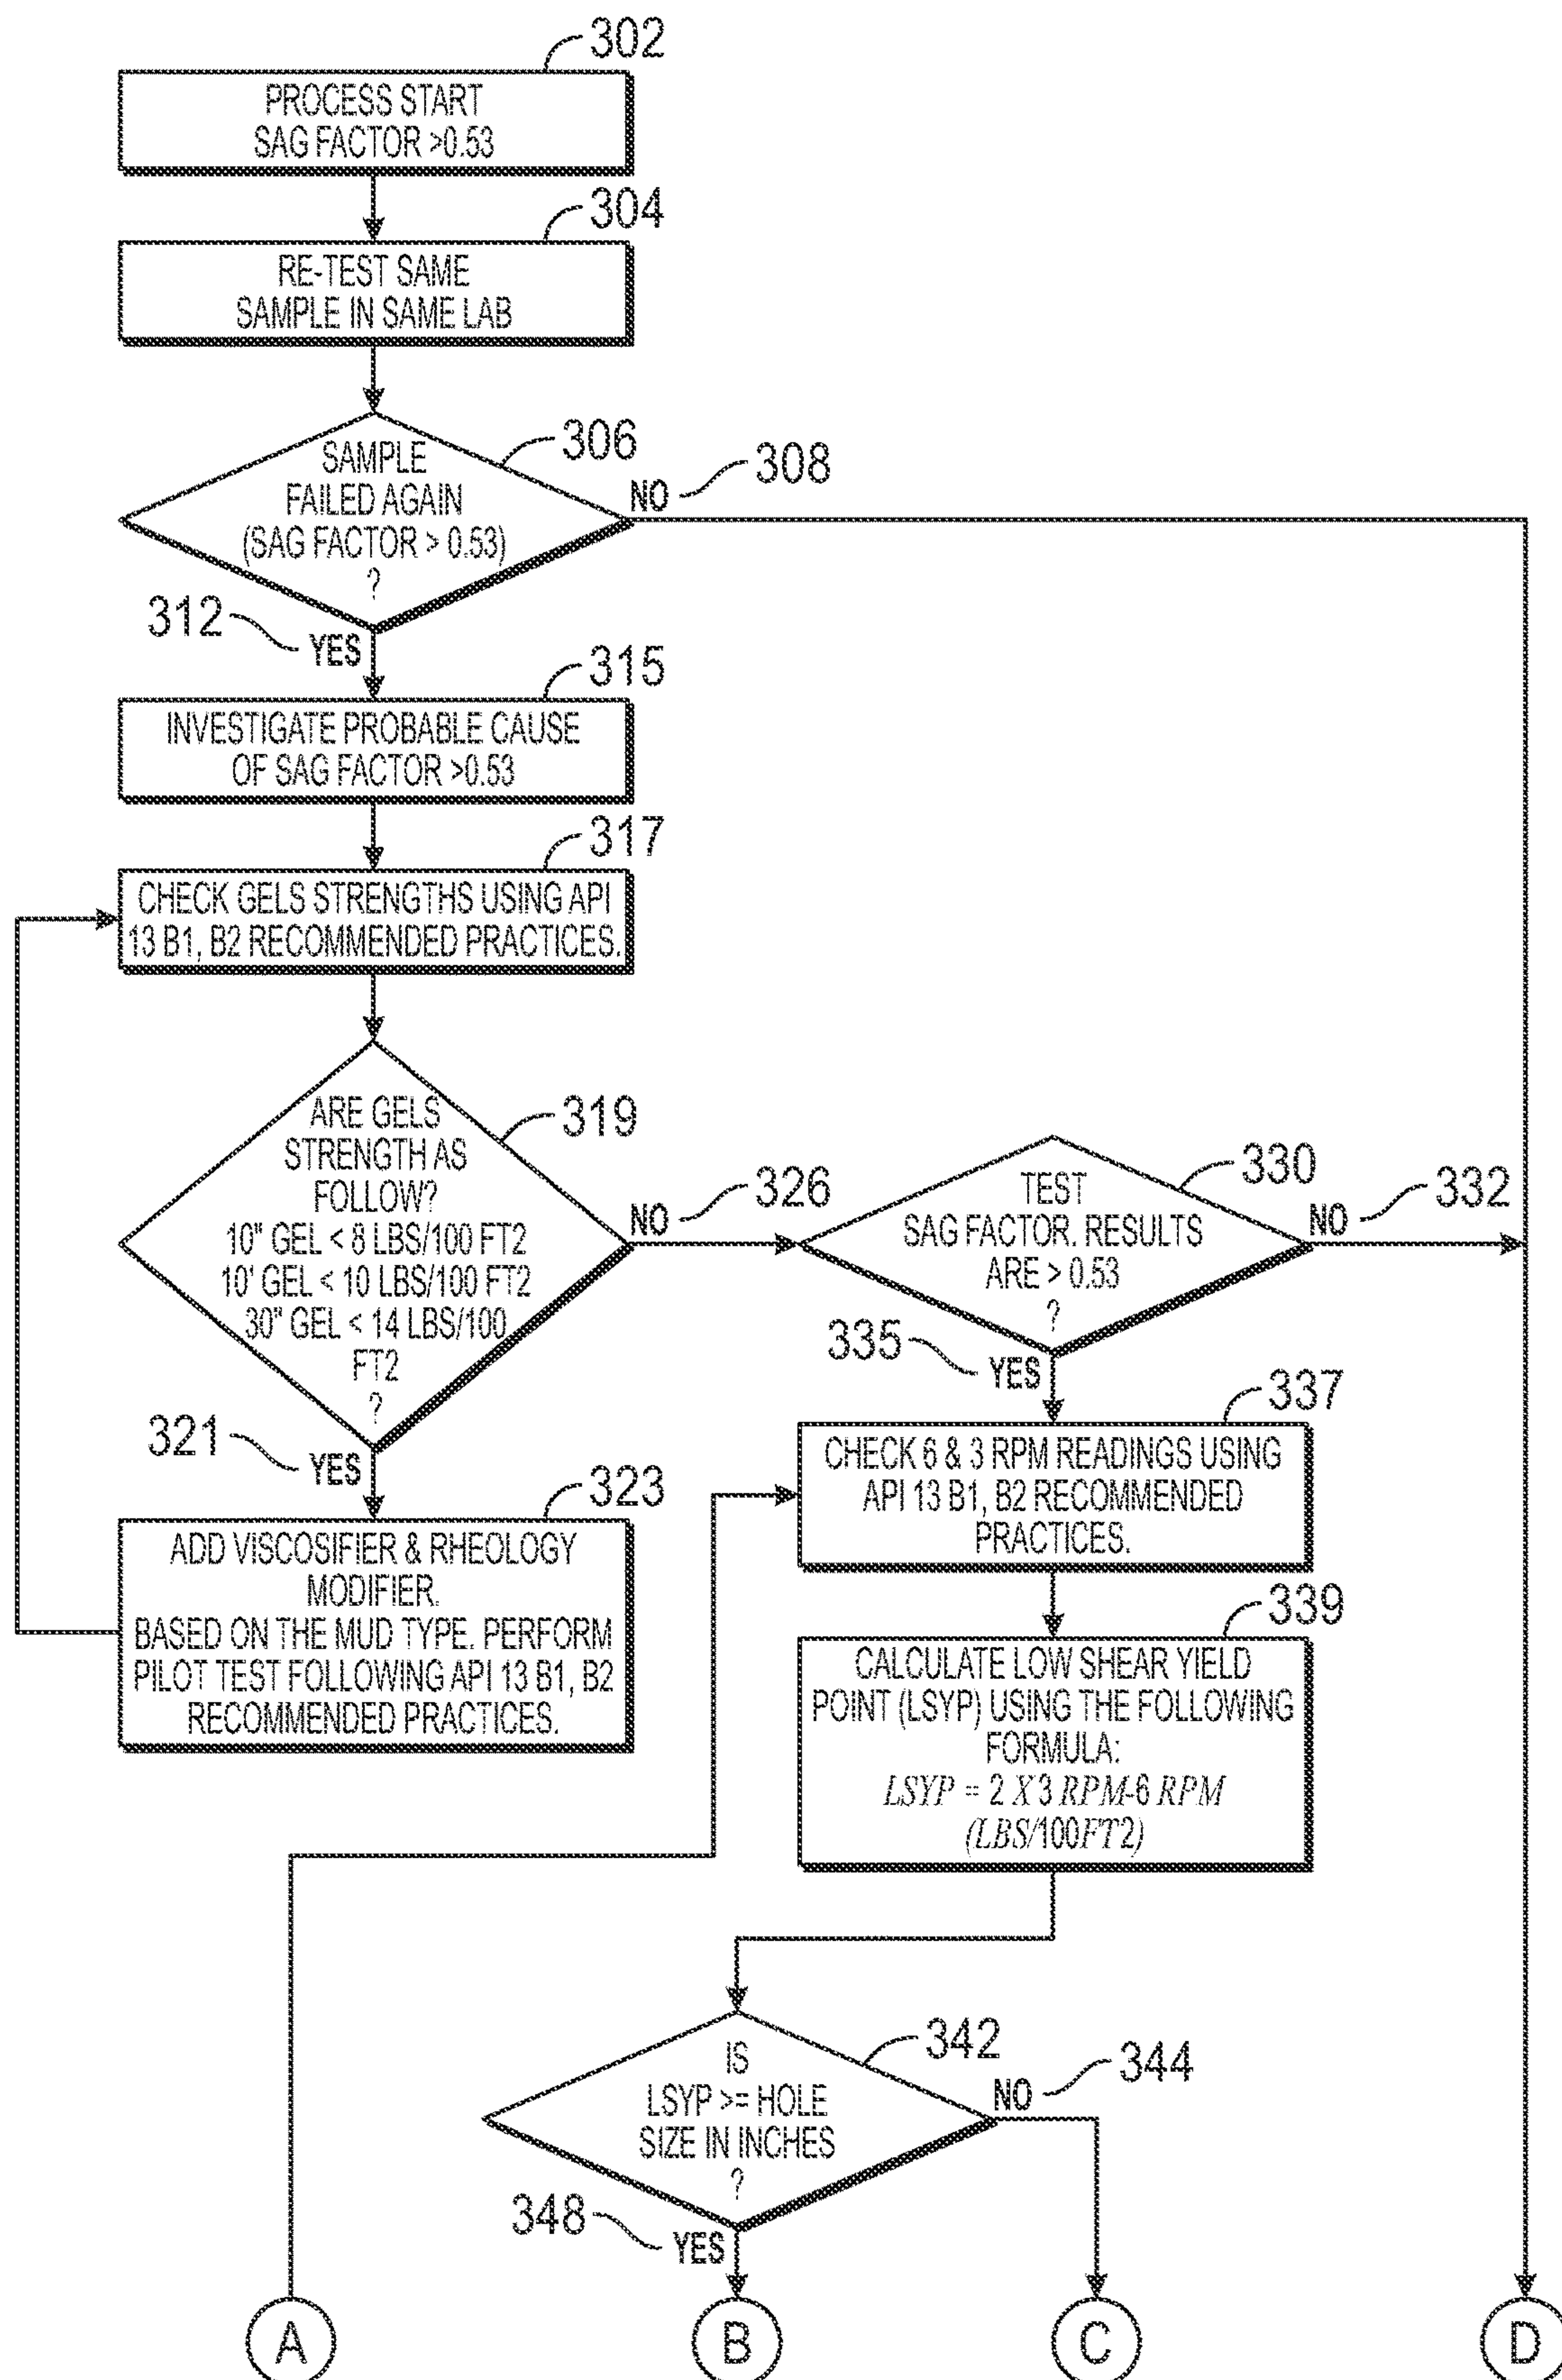 302
PROCESS START
SAG FACTOR >0.53
304
RE-TEST SAME
SAMPLE IN SAME LAB
306
SAMPLE
FAILED AGAIN
(SAG FACTOR > 0.53)
?
NO
308
312
YES
315
INVESTIGATE PROBABLE CAUSE
OF SAG FACTOR >0.53
317
CHECK GELS STRENGTHS USING API
13 B1, B2 RECOMMENDED PRACTICES.
319
ARE GELS
STRENGTH AS
FOLLOW?
10" GEL < 8 LBS/100 FT2
10' GEL < 10 LBS/100 FT2
30" GEL < 14 LBS/100
FT2
?
NO
326
321
YES
323
ADD VISCOSIFIER & RHEOLOGY
MODIFIER.
BASED ON THE MUD TYPE. PERFORM
PILOT TEST FOLLOWING API 13 B1, B2
RECOMMENDED PRACTICES.
330
TEST
SAG FACTOR. RESULTS
ARE > 0.53
?
NO
332
335
YES
337
CHECK 6 & 3 RPM READINGS USING
API 13 B1, B2 RECOMMENDED
PRACTICES.
339
CALCULATE LOW SHEAR YIELD
POINT (LSYP) USING THE FOLLOWING
FORMULA:
LSYP = 2 X 3 RPM-6 RPM
(LBS/100FT2)
342
IS
LSYP >= HOLE
SIZE IN INCHES
?
NO
344
348
YES
A
B
C
D